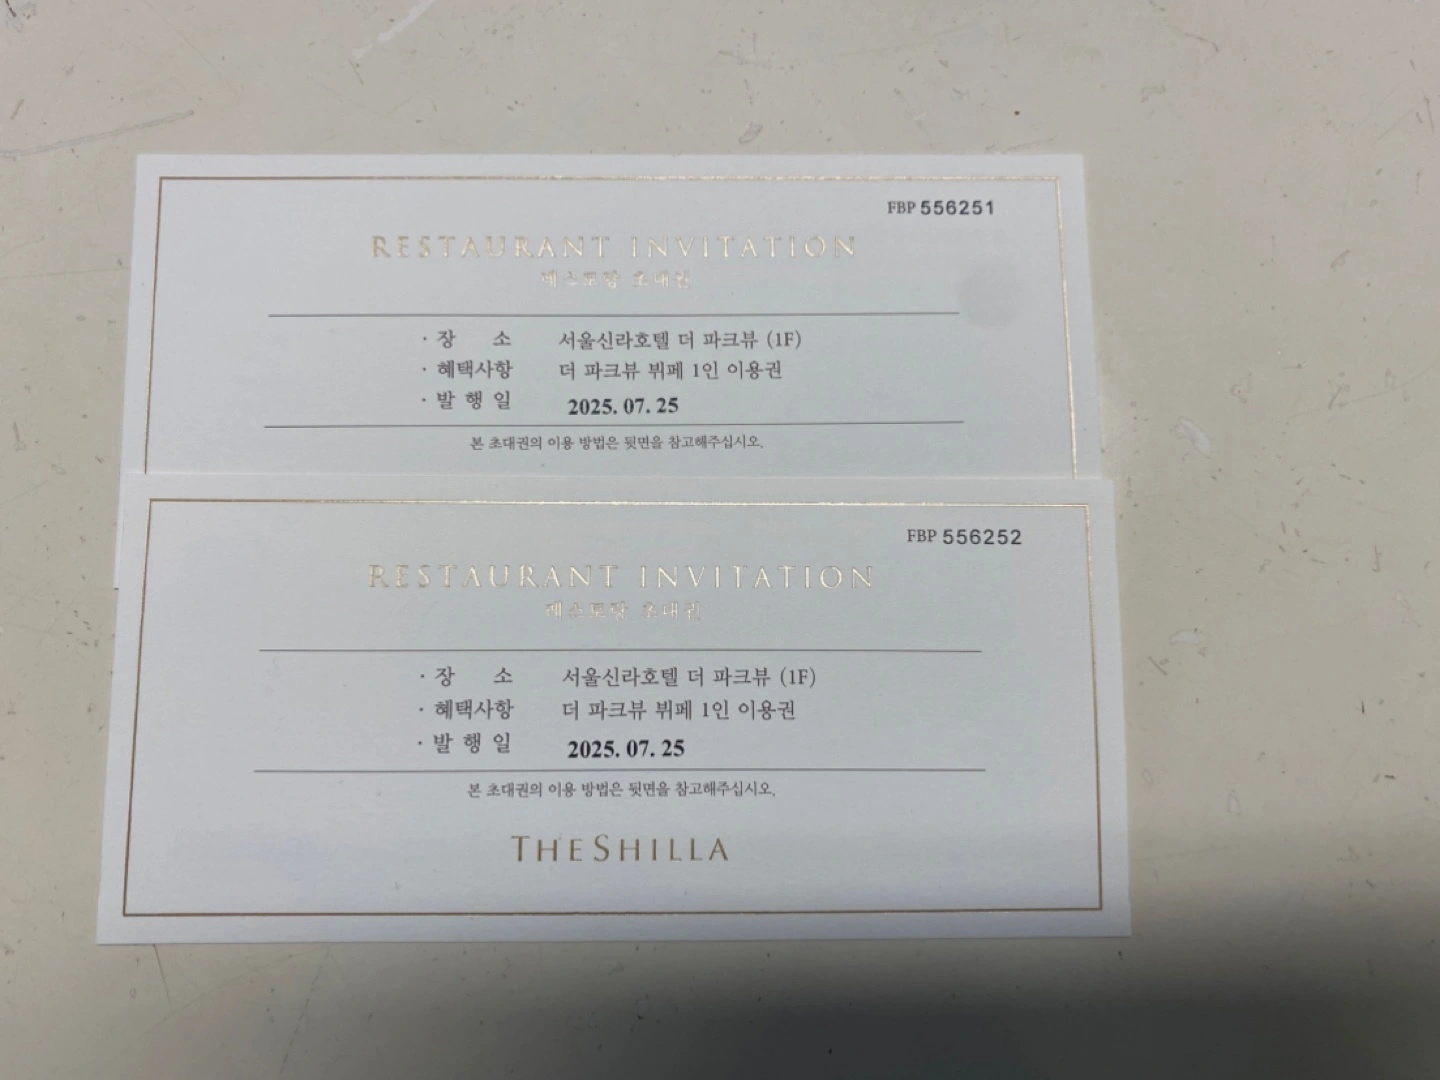 FBP 556251
RESTAURANT INVITATION
레스토랑 초대권
· 장 소 서울신라호텔 더 파크뷰 (1F)
· 혜택사항 더 파크뷰 뷔페 1인 이용권
· 발 행 일 2025. 07. 25
본 초대권의 이용 방법은 뒷면을 참고해주십시오.
FBP 556252
RESTAURANT INVITATION
레스토랑 초대권
· 장 소 서울신라호텔 더 파크뷰 (1F)
· 혜택사항 더 파크뷰 뷔페 1인 이용권
· 발 행 일 2025. 07. 25
본 초대권의 이용 방법은 뒷면을 참고해주십시오.
THE SHILLA